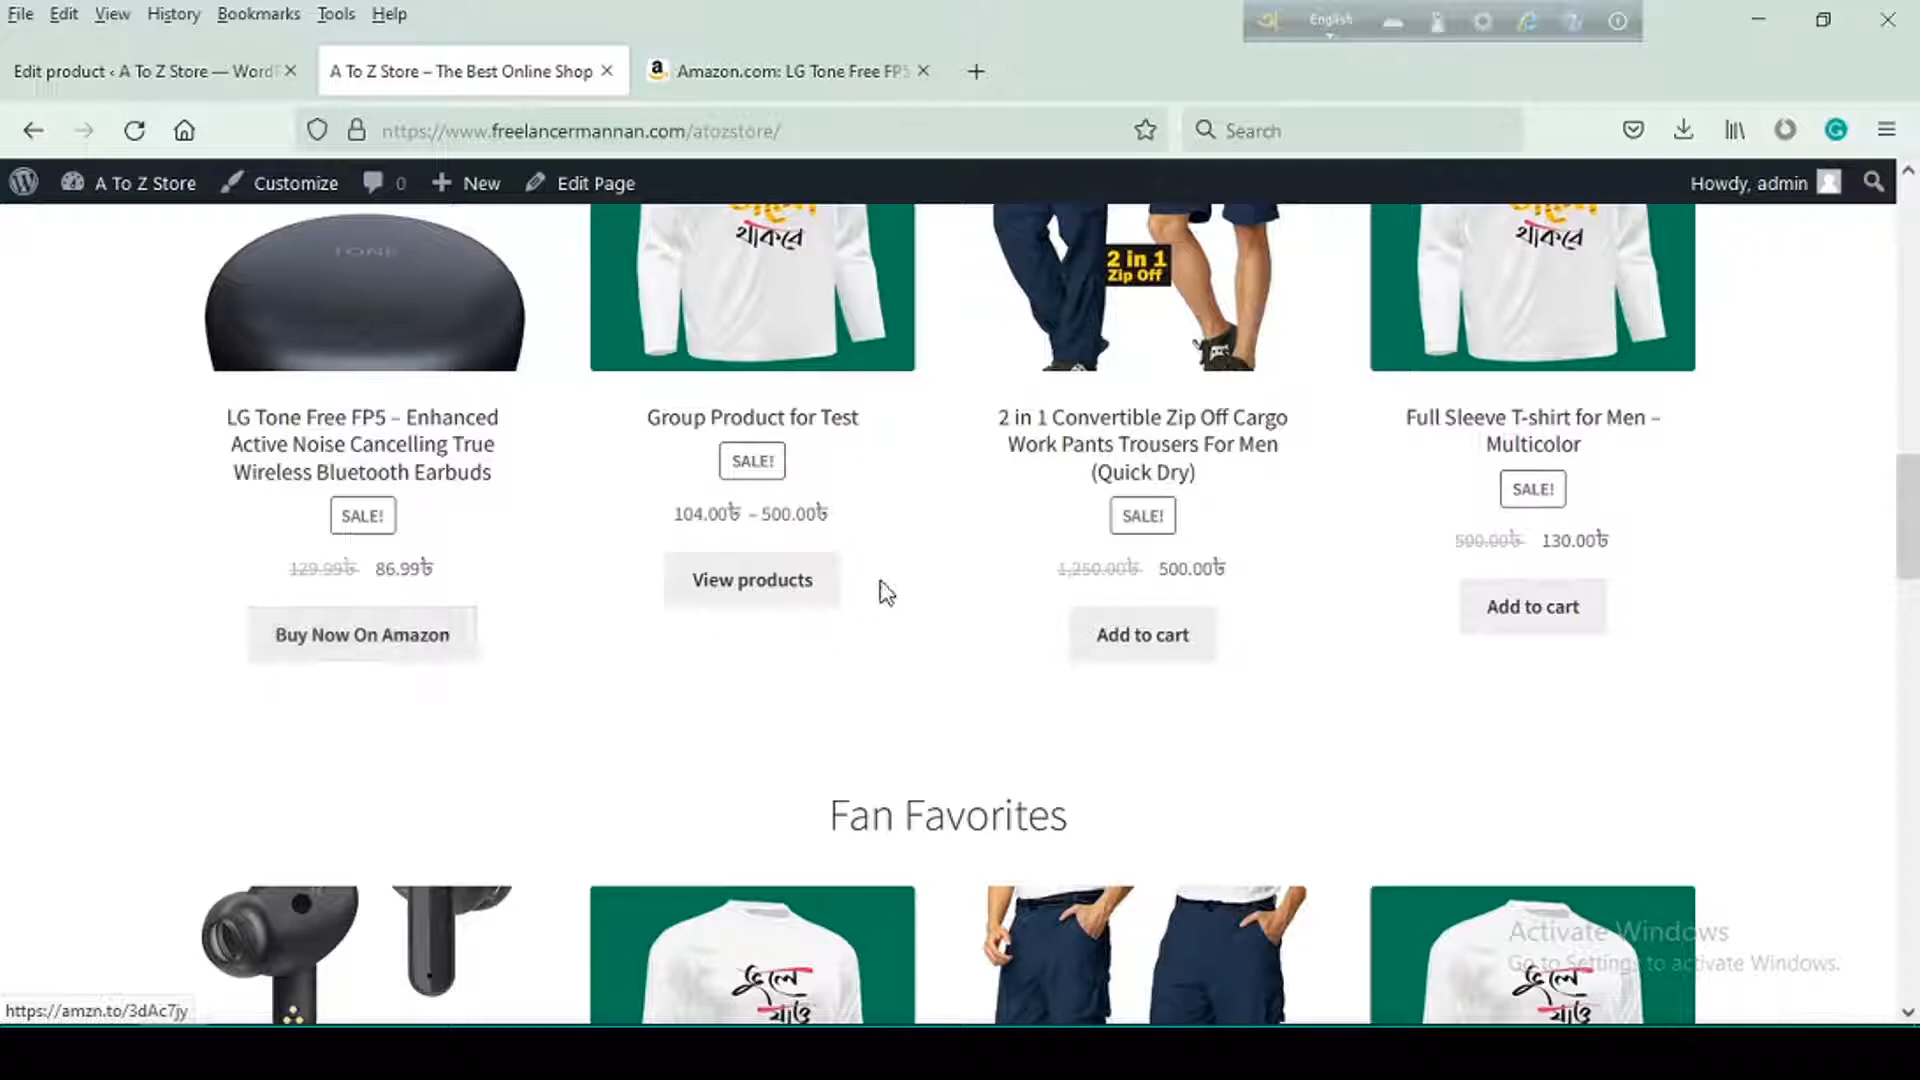 File Edit View History Bookmarks Tools Help
English
Edit product ‹ A To Z Store — Word
A To Z Store – The Best Online Shop
Amazon.com: LG Tone Free FP5
https://www.freelancermannan.com/atozstore/
Search
A To Z Store Customize 0 New Edit Page Howdy, admin
TONE
থাকবে
2 in 1
Zip Off
থাকবে
LG Tone Free FP5 – Enhanced
Active Noise Cancelling True
Wireless Bluetooth Earbuds
SALE!
129.99৳ 86.99৳
Buy Now On Amazon
Group Product for Test
SALE!
104.00৳ – 500.00৳
View products
2 in 1 Convertible Zip Off Cargo
Work Pants Trousers For Men
(Quick Dry)
SALE!
1,250.00৳ 500.00৳
Add to cart
Full Sleeve T-shirt for Men –
Multicolor
SALE!
500.00৳ 130.00৳
Add to cart
Fan Favorites
ভুলে
যাও
ভুলে
যাও
Activate Windows
Go to Settings to activate Windows.
https://amzn.to/3dAc7jy